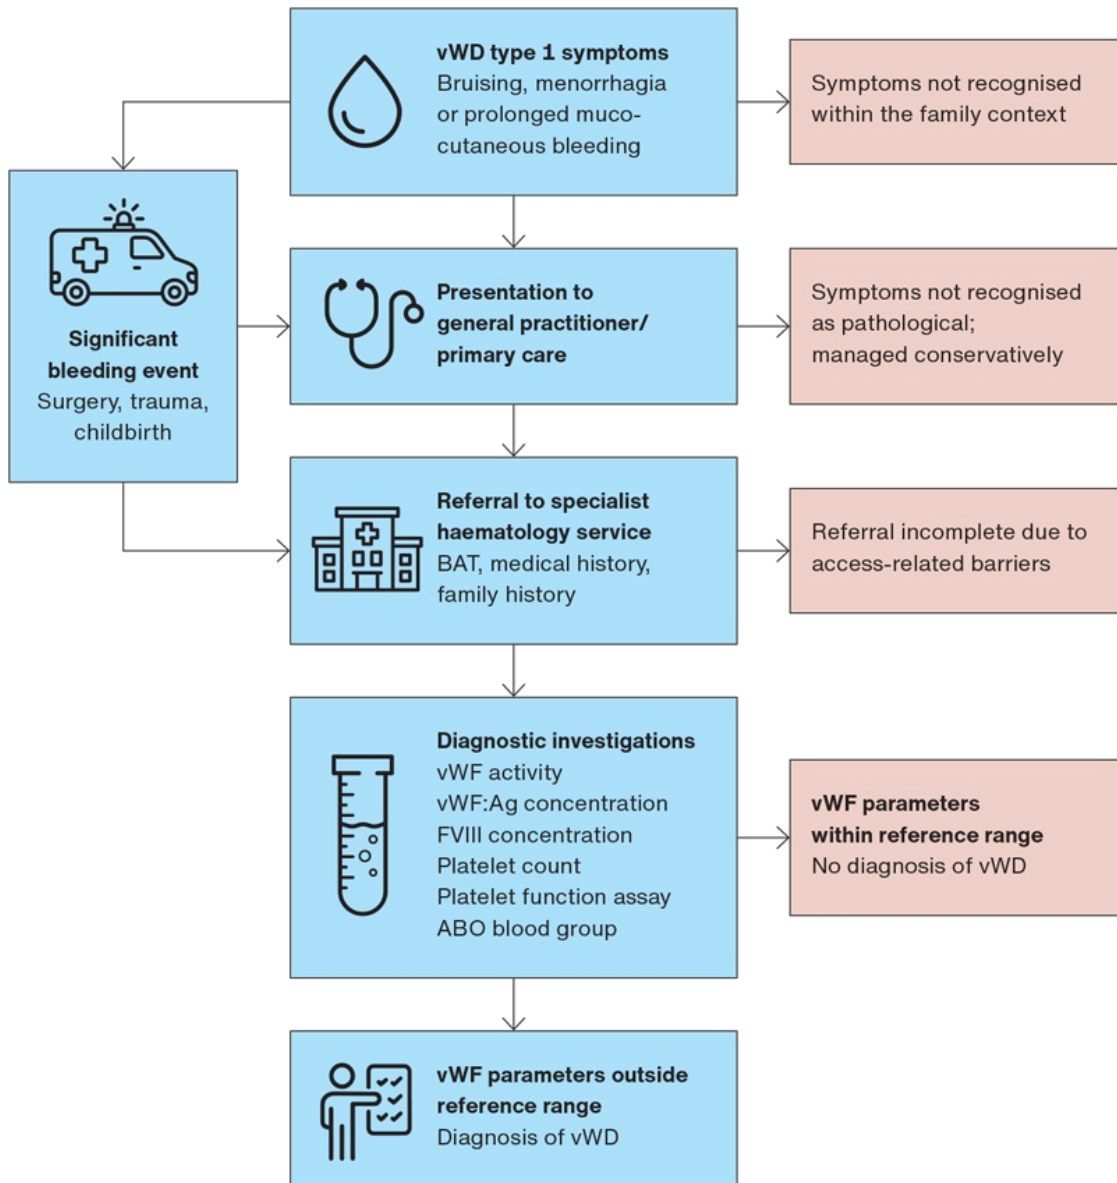 vWD type 1 symptoms
Bruising, menorrhagia
or prolonged muco-
cutaneous bleeding
Symptoms not recognised
within the family context
Significant
bleeding event
Surgery, trauma,
childbirth
Presentation to
general practitioner/
primary care
Symptoms not recognised
as pathological;
managed conservatively
Referral to specialist
haematology service
BAT, medical history,
family history
Referral incomplete due to
access-related barriers
Diagnostic investigations
vWF activity
vWF:Ag concentration
FVIII concentration
Platelet count
Platelet function assay
ABO blood group
vWF parameters
within reference range
No diagnosis of vWD
vWF parameters outside
reference range
Diagnosis of vWD